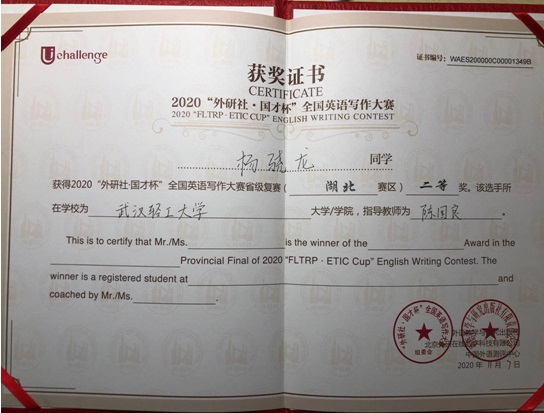 Uchallenge
证书编号：WAES200000C00001349B
获奖证书
CERTIFICATE
2020“外研社·国才杯”全国英语写作大赛
2020 “FLTRP · ETIC CUP” ENGLISH WRITING CONTEST
杨骁龙 同学
获得2020“外研社·国才杯”全国英语写作大赛省级复赛（ 湖北 赛区）二等 奖。该选手所
在学校为 武汉轻工大学 大学/学院，指导教师为 陈国良 。
This is to certify that Mr./Ms. is the winner of the Award in the
Provincial Final of 2020 “FLTRP · ETIC Cup” English Writing Contest. The
winner is a registered student at and
coached by Mr./Ms.
组委会
2020年 11月 7日